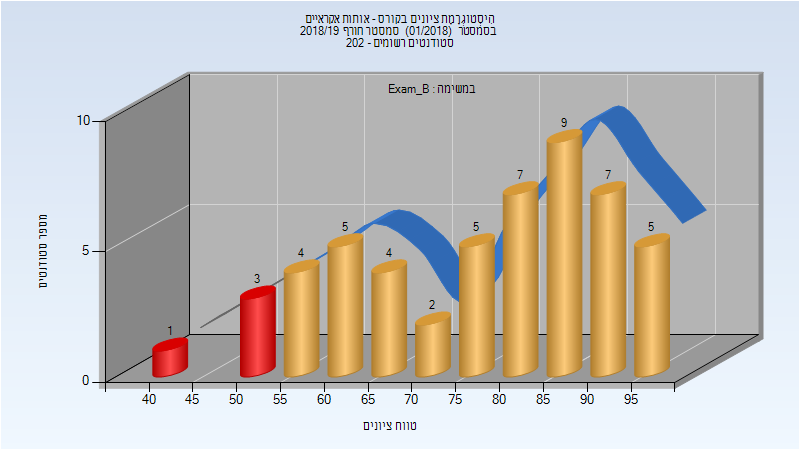 היסטוגרמת ציונים בקורס - אותות אקראיים
בסמסטר (01/2018) סמסטר חורף 2018/19
סטודנטים רשומים - 202
במשימה : Exam_B
מספר סטודנטים
10
5
0
1
3
4
5
4
2
5
7
9
7
5
40 45 50 55 60 65 70 75 80 85 90 95
טווח ציונים